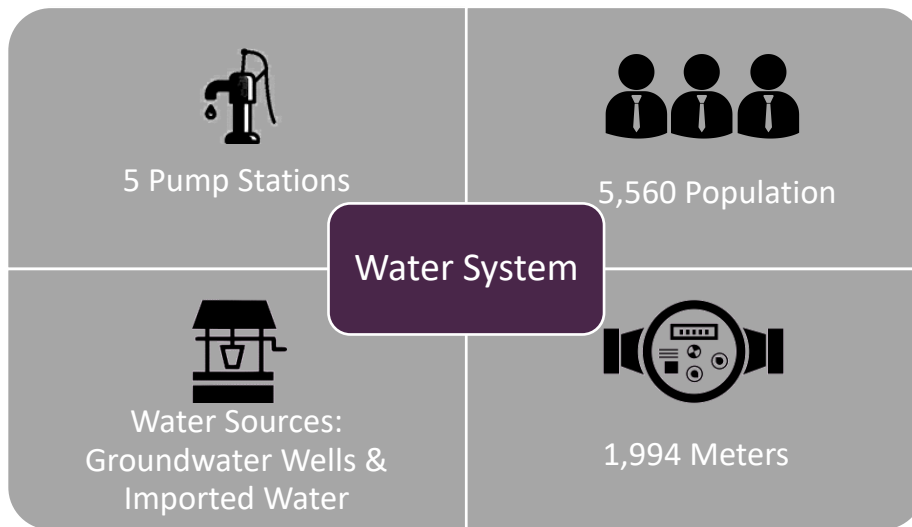 5 Pump Stations
5,560 Population
Water System
Water Sources:
Groundwater Wells &
Imported Water
1,994 Meters